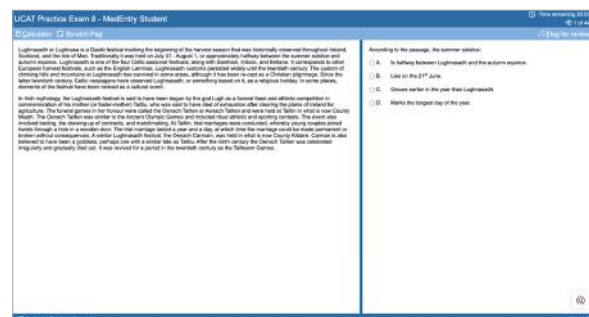 UCAT Practice Exam 8 - MedEntry Student
Time remaining
1 of 44
Calculator Scratch Pad
Flag for review
Lughnasadh or Lughnasa is a Gaelic festival marking the beginning of the harvest season that was historically observed throughout Ireland,
Scotland, and the Isle of Man. Traditionally it was held on July 31 - August 1, or approximately halfway between the summer solstice and
autumn equinox. Lughnasadh is one of the four Celtic seasonal festivals, along with Samhain, Imbolc, and Beltane. It corresponds to other
European harvest festivals, such as the English Lammas. Lughnasadh customs persisted widely until the twentieth century. The custom of
climbing hills and mountains at Lughnasadh has survived in some areas, although it has been re-cast as a Christian pilgrimage. Since the
latter twentieth century, Celtic neopagans have observed Lughnasadh, or something based on it, as a religious holiday. In some places,
elements of the festival have been revived as a cultural event.
In Irish mythology, the Lughnasadh festival is said to have been begun by the god Lugh as a funeral feast and athletic competition in
commemoration of his mother (or foster-mother) Tailtiu, who was said to have died of exhaustion after clearing the plains of Ireland for
agriculture. The funeral games in her honour were called the Óenach Tailten or Áenach Tailten and were held at Tailtin in what is now County
Meath. The Óenach Tailten was similar to the Ancient Olympic Games and included ritual athletic and sporting contests. The event also
involved trading, the drawing-up of contracts, and matchmaking. At Tailtin, trial marriages were conducted, whereby young couples joined
hands through a hole in a wooden door. The trial marriage lasted a year and a day, at which time the marriage could be made permanent or
broken without consequences. A similar Lughnasadh festival, the Óenach Carmain, was held in what is now County Kildare. Carman is also
believed to have been a goddess, perhaps one with a similar tale as Tailtiu. After the ninth century the Óenach Tailten was celebrated
irregularly and gradually died out. It was revived for a period in the twentieth century as the Tailteann Games.
According to the passage, the summer solstice:
A. Is halfway between Lughnasadh and the autumn equinox.
B. Lies on the 21st June.
C. Occurs earlier in the year than Lughnasadh.
D. Marks the longest day of the year.